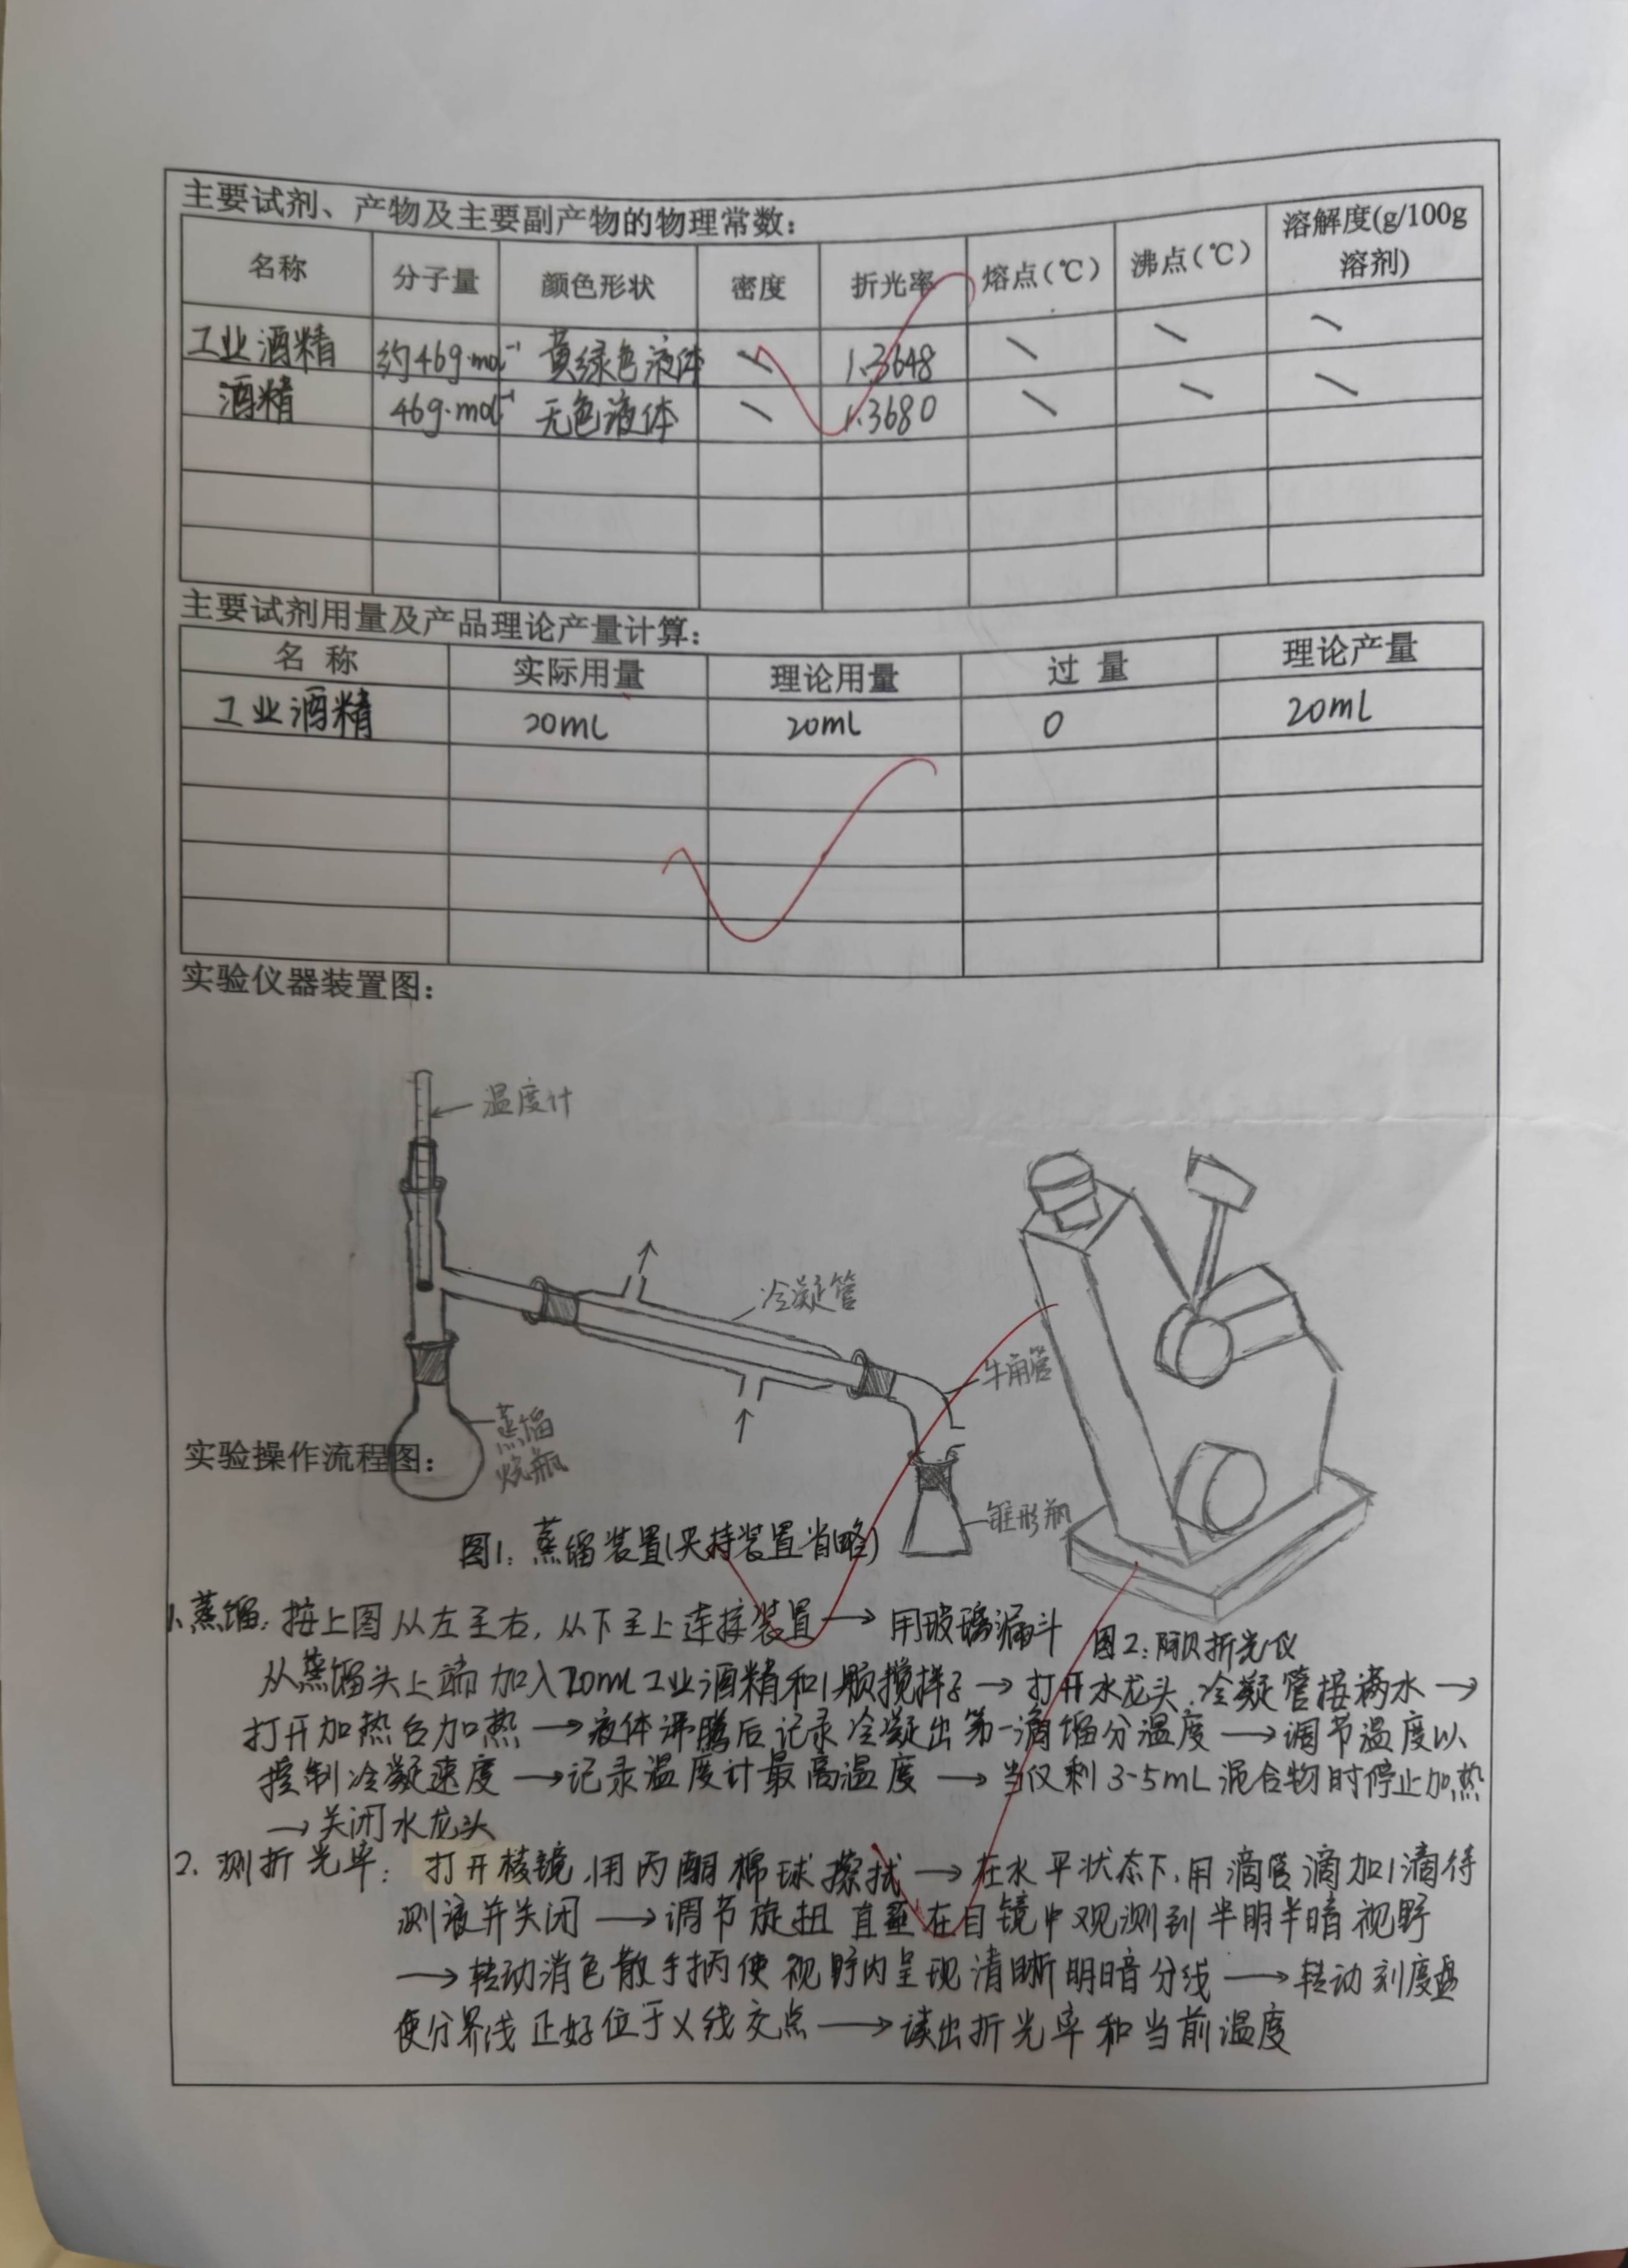 主要试剂、产物及主要副产物的物理常数：
名称 分子量 颜色形状 密度 折光率 熔点(℃) 沸点(℃) 溶解度(g/100g溶剂)
工业酒精 约46g·mol⁻¹ 黄绿色液体 \ 1.3648 \ \ \
酒精 46g·mol⁻¹ 无色液体 \ 1.3680 \ \ \
主要试剂用量及产品理论产量计算：
名 称 实际用量 理论用量 过 量 理论产量
工业酒精 20mL 20mL 0 20mL
实验仪器装置图：
温度计
冷凝管
牛角管
蒸馏
烧瓶
锥形瓶
实验操作流程图：
图1：蒸馏装置(夹持装置省略)
图2：阿贝折光仪
1、蒸馏：按上图从左至右，从下至上连接装置→用玻璃漏斗
从蒸馏头上端加入20mL工业酒精和1颗搅拌子→打开水龙头，冷凝管接满水→
打开加热台加热→液体沸腾后记录冷凝出第一滴馏分温度→调节温度以
控制冷凝速度→记录温度计最高温度→当仅剩3-5mL混合物时停止加热
→关闭水龙头
2. 测折光率：打开棱镜，用丙酮棉球擦拭→在水平状态下，用滴管滴加1滴待
测液并关闭→调节旋扭直至在目镜中观测到半明半暗视野
→转动消色散手柄使视野内呈现清晰明暗分线→转动刻度盘
使分界线正好位于X线交点→读出折光率和当前温度